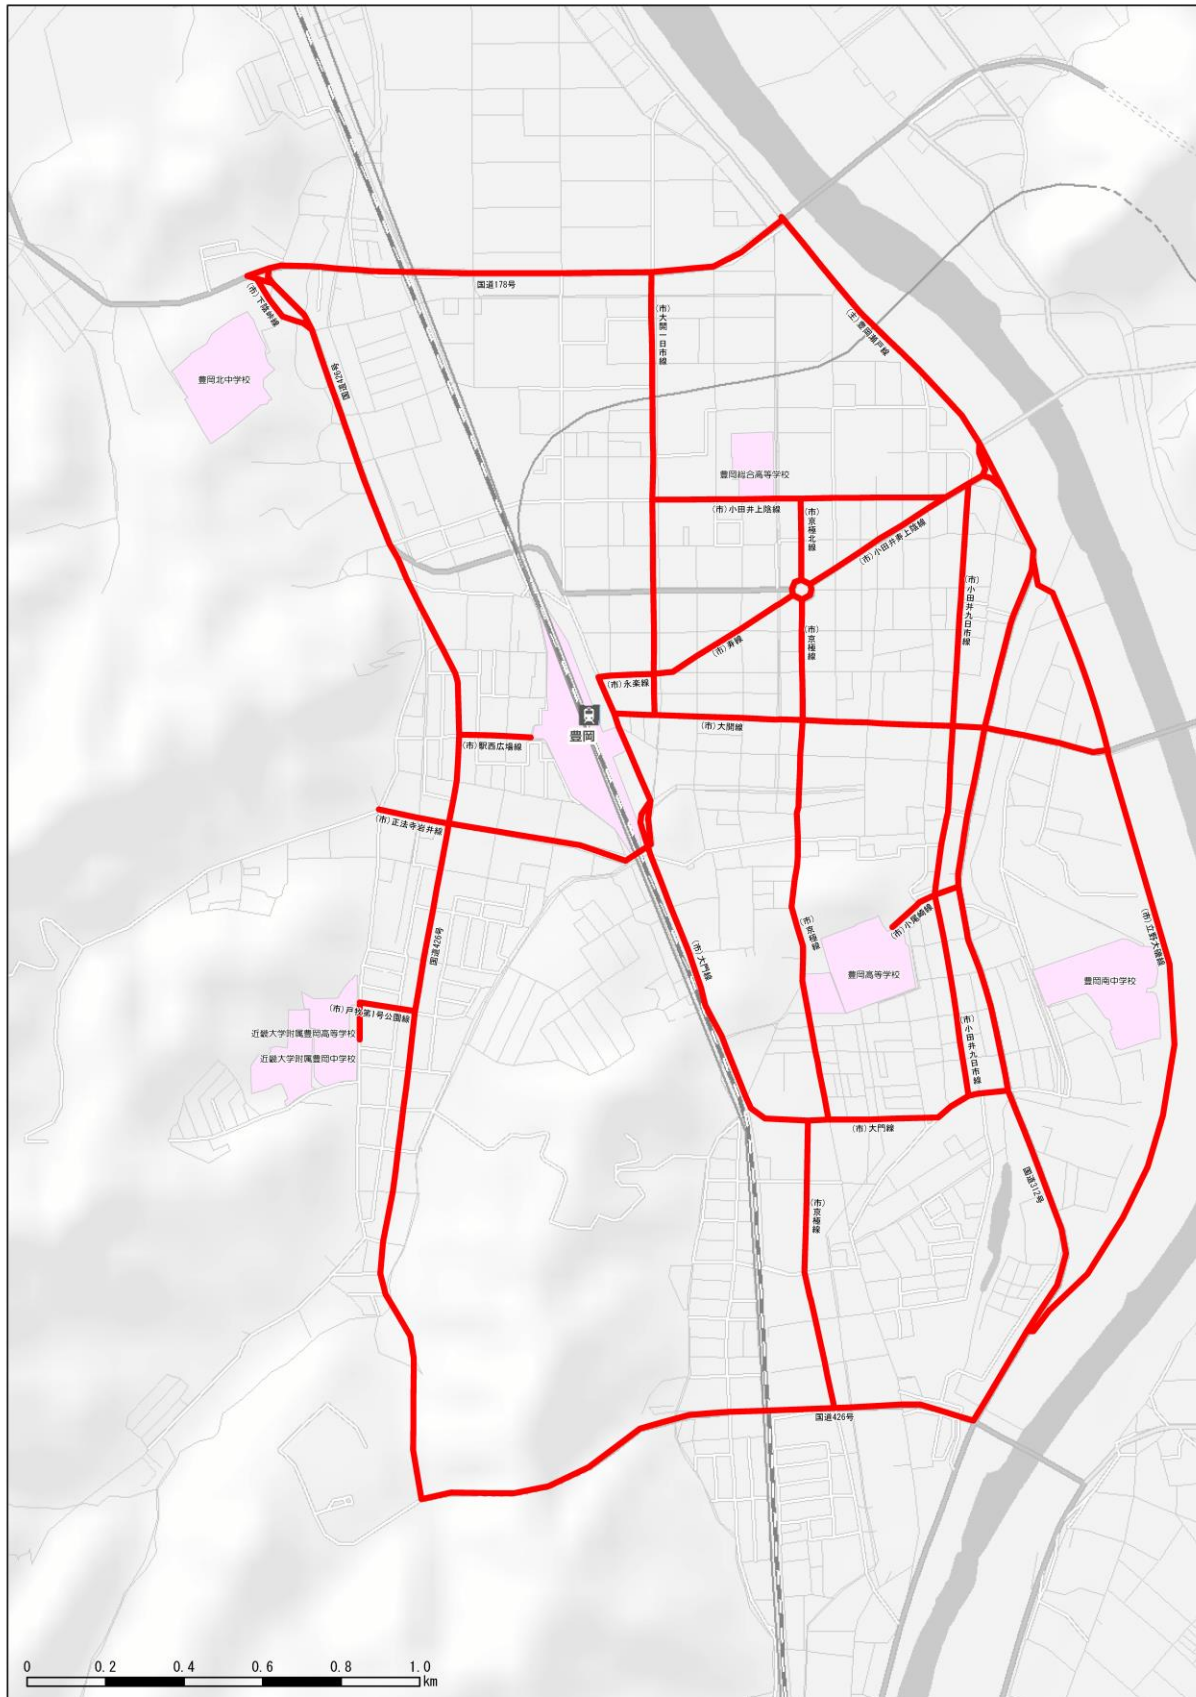 国道178号
(市)下陰峠線
(市)大開一日市線
(主)豊岡瀬戸線
豊岡北中学校
国道426号
豊岡総合高等学校
(市)小田井上陰線
(市)京極北線
(市)小田井寿上陰線
(市)小田井九日市線
(市)寿線
(市)京極線
(市)永楽線
豊岡
(市)大開線
(市)駅西広場線
(市)正法寺岩井線
(市)小尾崎線
(市)京極線
(市)立野大磯線
国道426号
(市)大門線
豊岡高等学校
豊岡南中学校
(市)戸牧第1号公園線
近畿大学附属豊岡高等学校
近畿大学附属豊岡中学校
(市)小田井九日市線
(市)大門線
国道312号
(市)京極線
国道426号
0 0.2 0.4 0.6 0.8 1.0
km